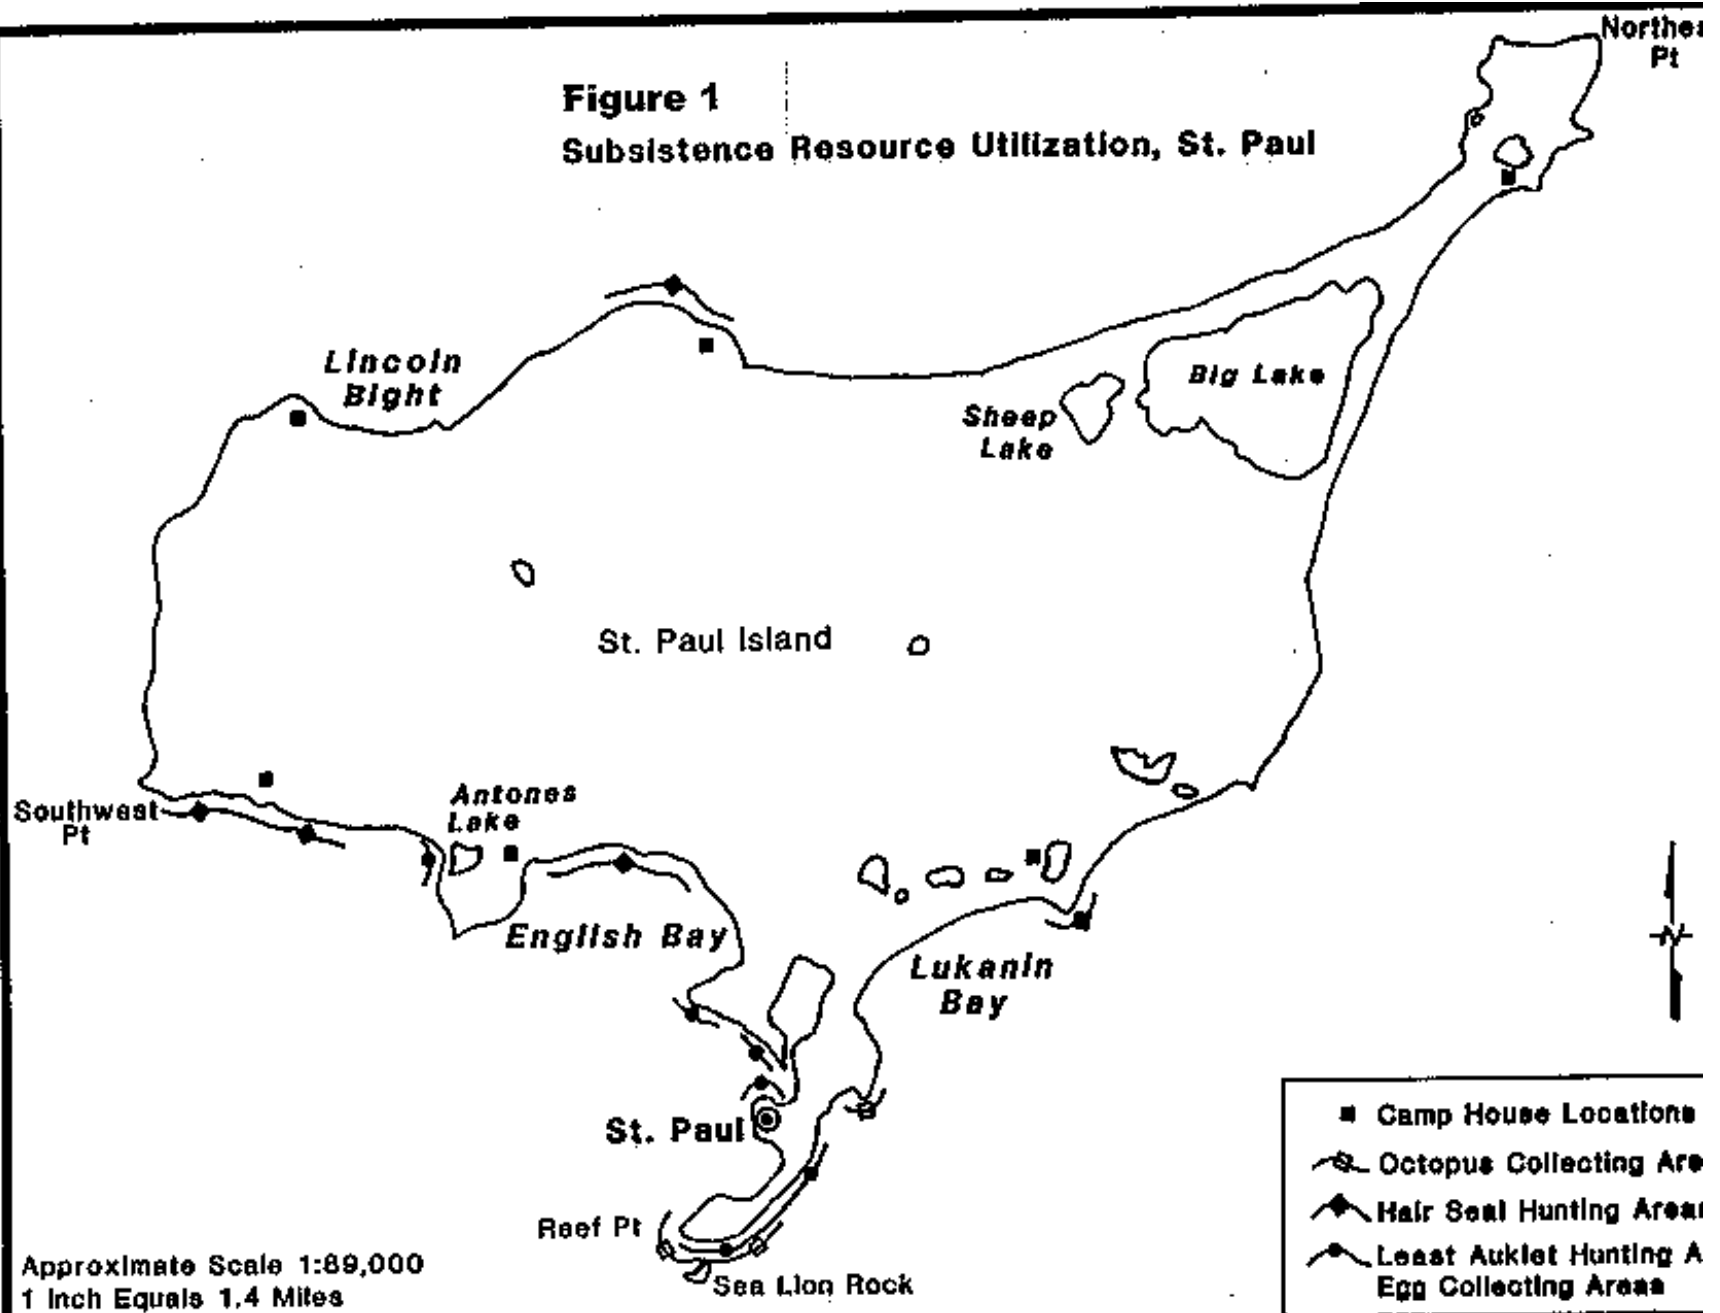 Northea
Pt
Figure 1
Subsistence Resource Utilization, St. Paul
Lincoln
Bight
Big Lake
Sheep
Lake
St. Paul Island
Antones
Lake
Southwest
Pt
English Bay
Lukanin
Bay
N
St. Paul
Reef Pt
Sea Lion Rock
Camp House Locations
Octopus Collecting Are
Hair Seal Hunting Areas
Least Auklet Hunting A
Egg Collecting Areas
Approximate Scale 1:89,000
1 Inch Equals 1.4 Miles